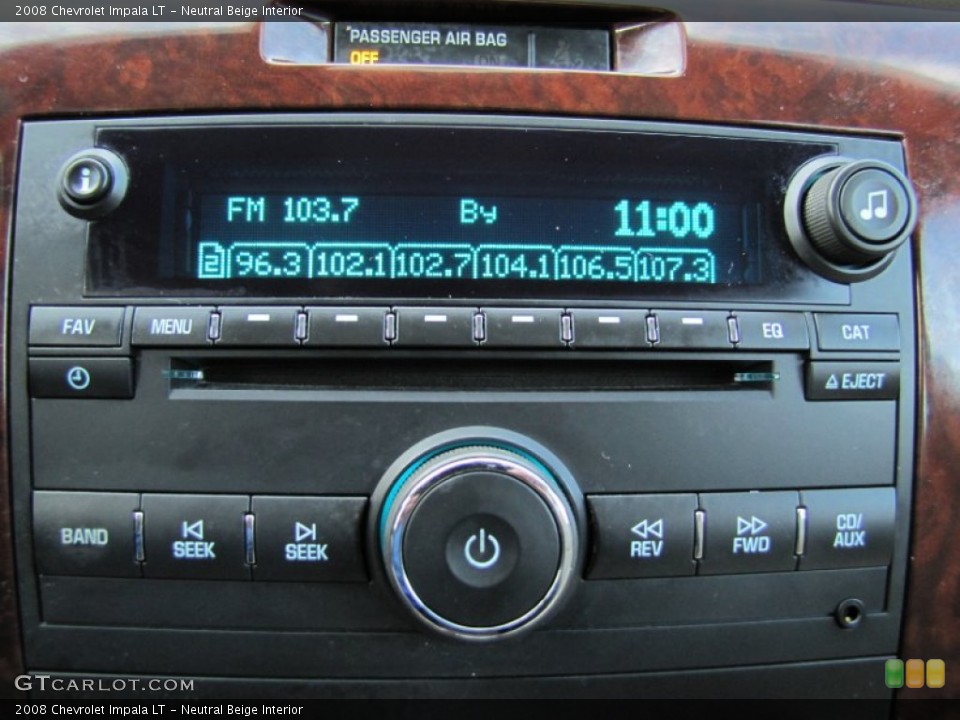 2008 Chevrolet Impala LT - Neutral Beige Interior
PASSENGER AIR BAG
OFF
FM 103.7 By 11:00
2 96.3 102.1 102.7 104.1 106.5 107.3
FAV MENU EQ CAT
EJECT
BAND SEEK SEEK REV FWD CD/
AUX
GTCARLOT.COM
2008 Chevrolet Impala LT - Neutral Beige Interior